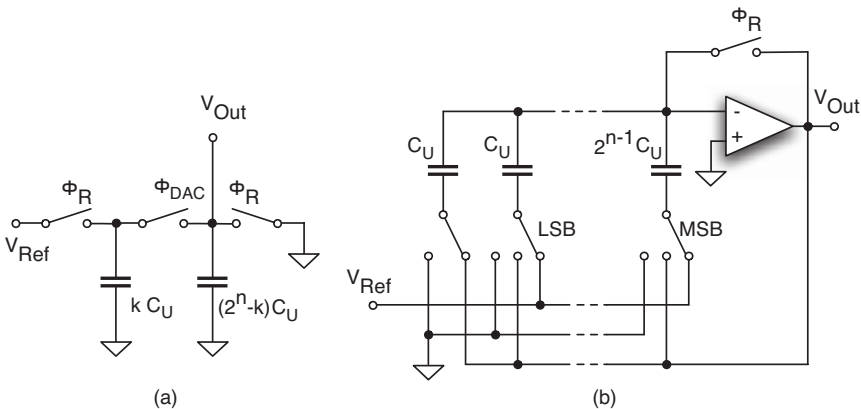 V_Out
Φ_R
Φ_DAC
Φ_R
V_Ref
k C_U
(2^n-k)C_U
(a)
Φ_R
V_Out
-
+
C_U
C_U
2^{n-1}C_U
LSB
MSB
V_Ref
(b)